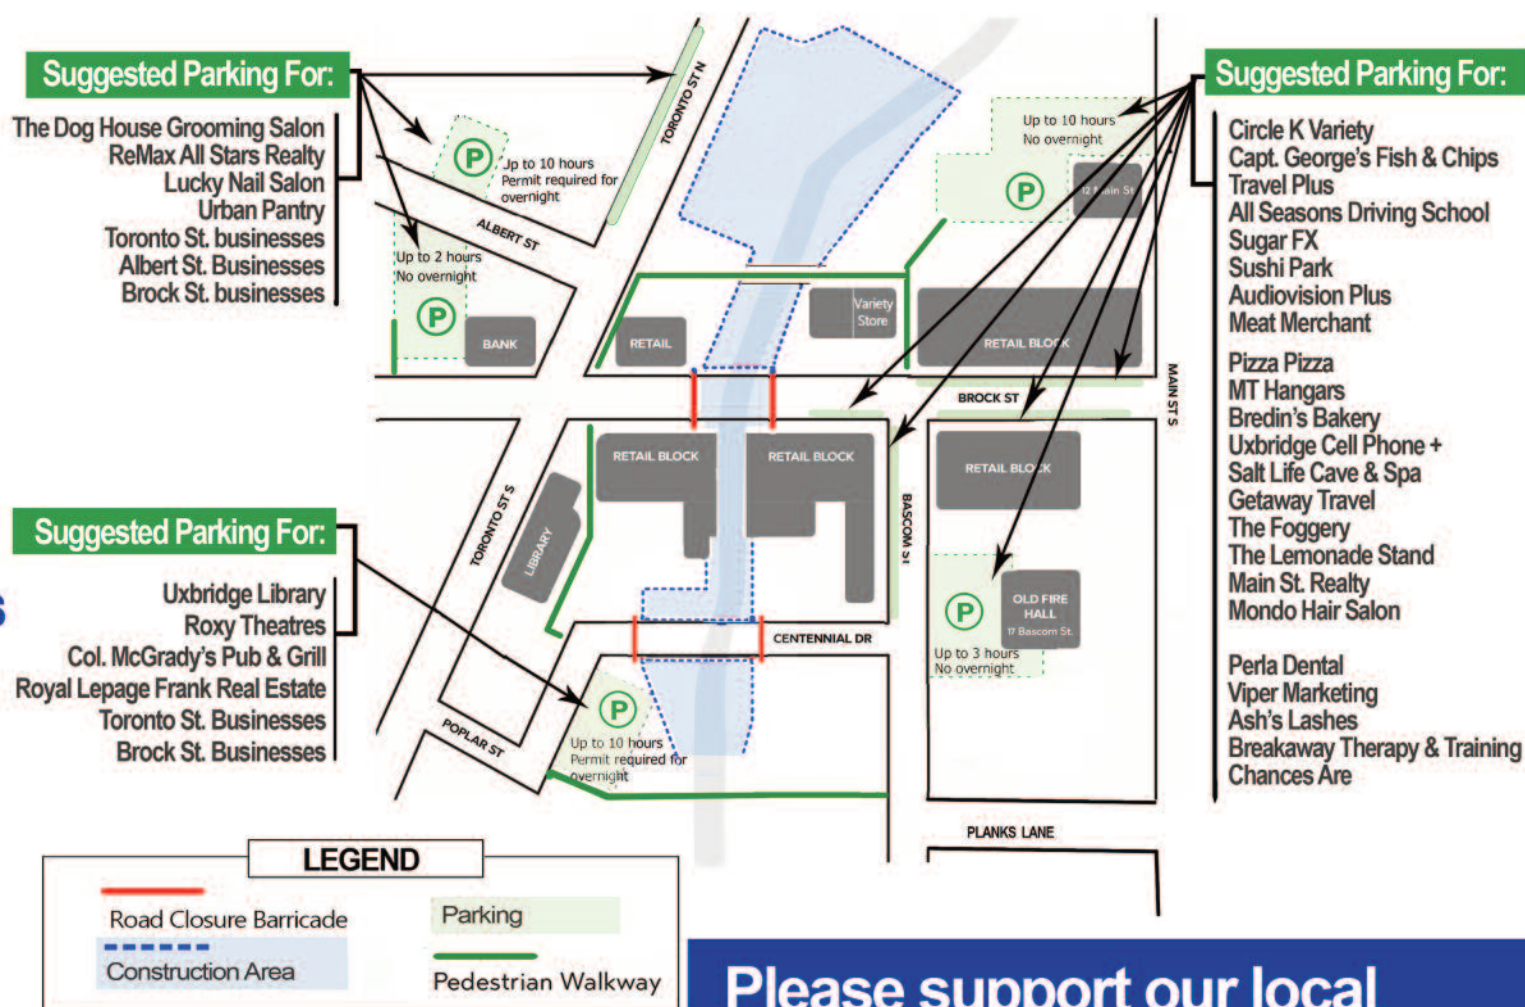 Suggested Parking For:
The Dog House Grooming Salon
ReMax All Stars Realty
Lucky Nail Salon
Urban Pantry
Toronto St. businesses
Albert St. Businesses
Brock St. businesses
Suggested Parking For:
Uxbridge Library
Roxy Theatres
Col. McGrady's Pub & Grill
Royal Lepage Frank Real Estate
Toronto St. Businesses
Brock St. Businesses
s
TORONTO ST N
P
Up to 10 hours
Permit required for
overnight
ALBERT ST
Up to 2 hours
No overnight
P
BANK
RETAIL
Variety
Store
Up to 10 hours
No overnight
P
12 Main St
RETAIL BLOCK
BROCK ST
MAIN ST S
RETAIL BLOCK
RETAIL BLOCK
RETAIL BLOCK
TORONTO ST S
LIBRARY
BASCOM St
P
OLD FIRE
HALL
17 Bascom St.
Up to 3 hours
No overnight
CENTENNIAL DR
P
Up to 10 hours
Permit required for
overnight
POPLAR ST
PLANKS LANE
Suggested Parking For:
Circle K Variety
Capt. George's Fish & Chips
Travel Plus
All Seasons Driving School
Sugar FX
Sushi Park
Audiovision Plus
Meat Merchant
Pizza Pizza
MT Hangars
Bredin's Bakery
Uxbridge Cell Phone +
Salt Life Cave & Spa
Getaway Travel
The Foggery
The Lemonade Stand
Main St. Realty
Mondo Hair Salon
Perla Dental
Viper Marketing
Ash's Lashes
Breakaway Therapy & Training
Chances Are
LEGEND
Road Closure Barricade
Parking
Construction Area
Pedestrian Walkway
Please support our local